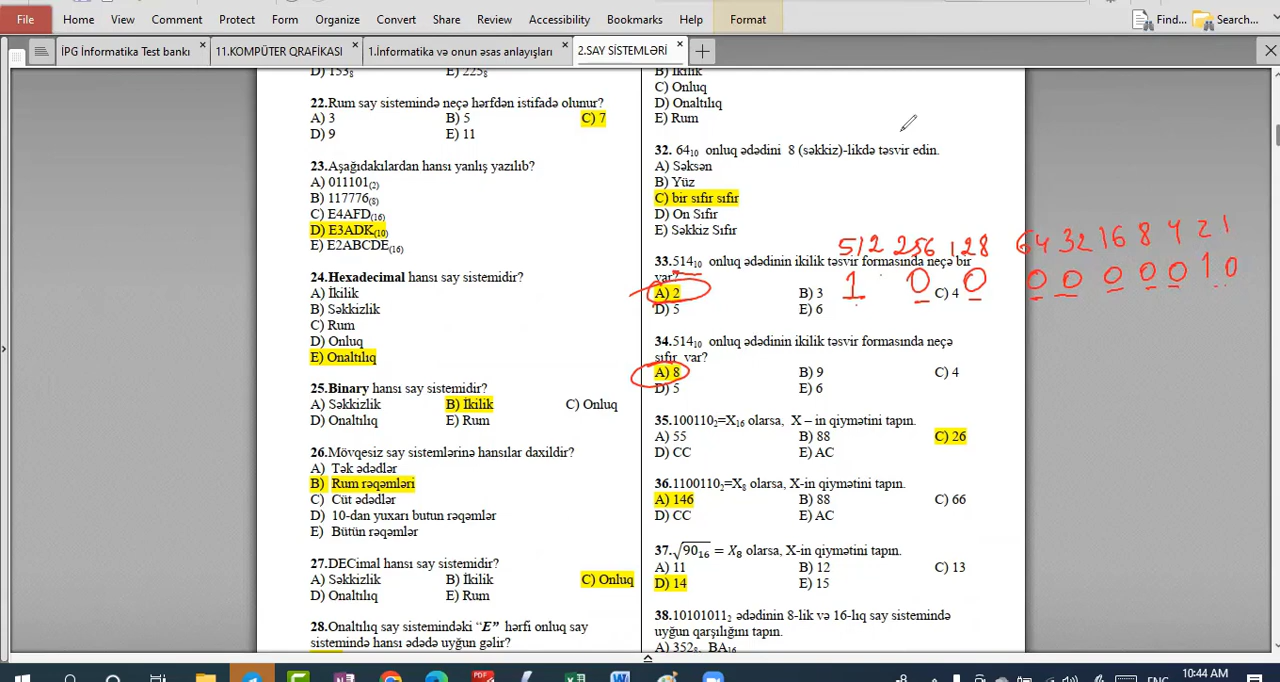 File Home View Comment Protect Form Organize Convert Share Review Accessibility Bookmarks Help Format Find... Search...
İPG İnformatika Test bankı × 11.KOMPÜTER QRAFİKASI × 1.İnformatika və onun əsas anlayışları × 2.SAY SİSTEMLƏRİ ×
D) 153₈ E) 225₈
22.Rum say sistemində neçə hərfdən istifadə olunur?
A) 3 B) 5 C) 7
D) 9 E) 11
23.Aşağıdakılardan hansı yanlış yazılıb?
A) 011101₍₂₎
B) 117776₍₈₎
C) E4AFD₍₁₆₎
D) E3ADK₍₁₀₎
E) E2ABCDE₍₁₆₎
24.Hexadecimal hansı say sistemidir?
A) İkilik
B) Səkkizlik
C) Rum
D) Onluq
E) Onaltılıq
25.Binary hansı say sistemidir?
A) Səkkizlik B) İkilik C) Onluq
D) Onaltılıq E) Rum
26.Mövqesiz say sistemlərinə hansılar daxildir?
A) Tək ədədlər
B) Rum rəqəmləri
C) Cüt ədədlər
D) 10-dan yuxarı butun rəqəmlər
E) Bütün rəqəmlər
27.DECimal hansı say sistemidir?
A) Səkkizlik B) İkilik C) Onluq
D) Onaltılıq E) Rum
28.Onaltılıq say sistemindəki “E” hərfi onluq say
sistemində hansı ədədə uyğun gəlir?
B) İkilik
C) Onluq
D) Onaltılıq
E) Rum
32. 64₁₀ onluq ədədini 8 (səkkiz)-likdə təsvir edin.
A) Səksən
B) Yüz
C) bir sıfır sıfır
D) On Sıfır
E) Səkkiz Sıfır
512 256 128 64 32 16 8 4 2 1
33.514₁₀ onluq ədədinin ikilik təsvir formasında neçə bir
var?
1 0 0 0 0 0 0 0 1 0
A) 2 B) 3 C) 4
D) 5 E) 6
34.514₁₀ onluq ədədinin ikilik təsvir formasında neçə
sıfır var?
A) 8 B) 9 C) 4
D) 5 E) 6
35.100110₂=X₁₆ olarsa, X – in qiymətini tapın.
A) 55 B) 88 C) 26
D) CC E) AC
36.1100110₂=X₈ olarsa, X-in qiymətini tapın.
A) 146 B) 88 C) 66
D) CC E) AC
37.√90₁₆ = X₈ olarsa, X-in qiymətini tapın.
A) 11 B) 12 C) 13
D) 14 E) 15
38.10101011₂ ədədinin 8-lik və 16-lıq say sistemində
uyğun qarşılığını tapın.
A) 352₈, BA₁₆
10:44 AM